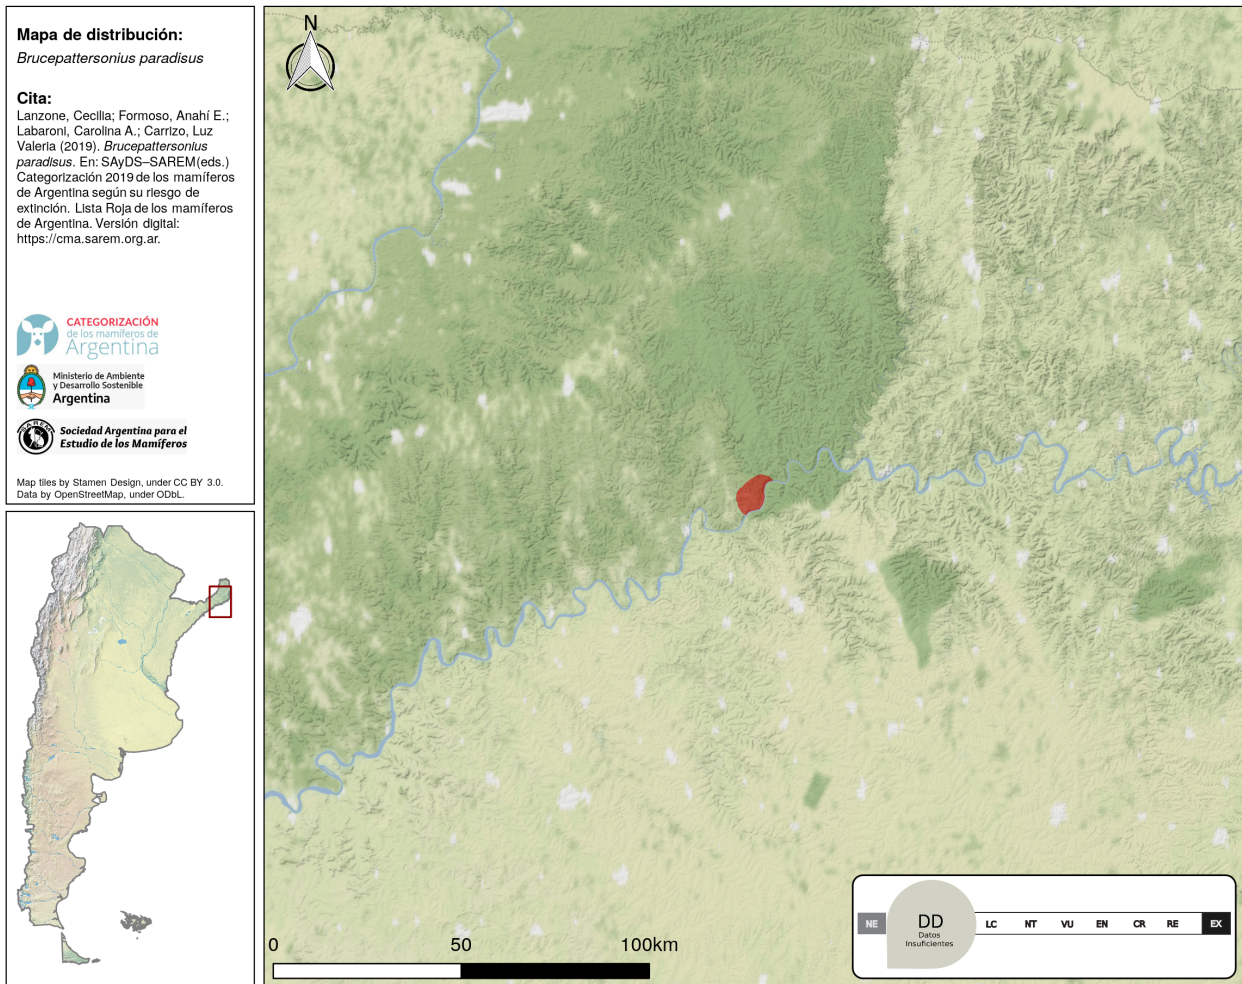 Mapa de distribución:
Brucepattersonius paradisus
Cita:
Lanzone, Cecilia; Formoso, Anahí E.;
Labaroni, Carolina A.; Carrizo, Luz
Valeria (2019). Brucepattersonius
paradisus. En: SAyDS–SAREM(eds.)
Categorización 2019 de los mamíferos
de Argentina según su riesgo de
extinción. Lista Roja de los mamíferos
de Argentina. Versión digital:
https://cma.sarem.org.ar.
CATEGORIZACIÓN
de los mamíferos de
Argentina
Ministerio de Ambiente
y Desarrollo Sostenible
Argentina
SAREM
Sociedad Argentina para el
Estudio de los Mamíferos
Map tiles by Stamen Design, under CC BY 3.0.
Data by OpenStreetMap, under ODbL.
N
0 50 100km
NE DD LC NT VU EN CR RE EX
Datos
Insuficientes